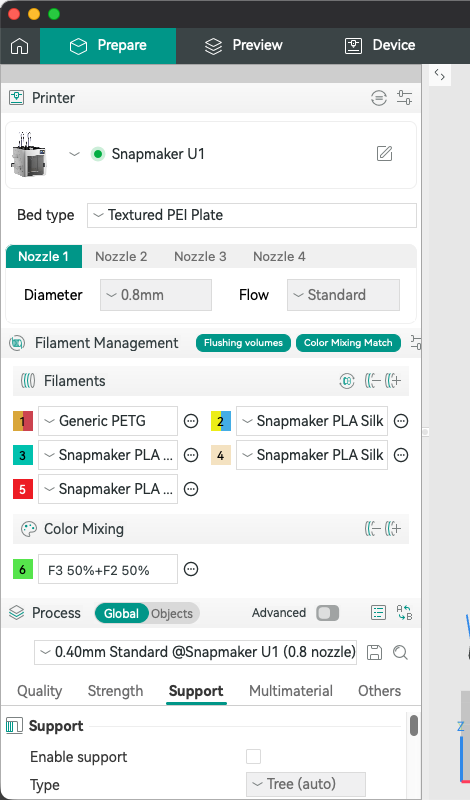 Prepare Preview Device
Printer
Snapmaker U1
Bed type Textured PEI Plate
Nozzle 1 Nozzle 2 Nozzle 3 Nozzle 4
Diameter 0.8mm Flow Standard
Filament Management Flushing volumes Color Mixing Match
Filaments
1 Generic PETG 2 Snapmaker PLA Silk
3 Snapmaker PLA ... 4 Snapmaker PLA Silk
5 Snapmaker PLA ...
Color Mixing
6 F3 50%+F2 50%
Process Global Objects Advanced
0.40mm Standard @Snapmaker U1 (0.8 nozzle)
Quality Strength Support Multimaterial Others
Support
Enable support
Type Tree (auto)
Z